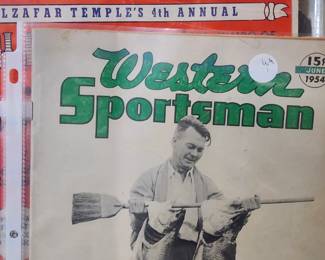 LZAFAR TEMPLE'S 4th ANNUAL
Western
Sportsman
15¢
JUNE
1954